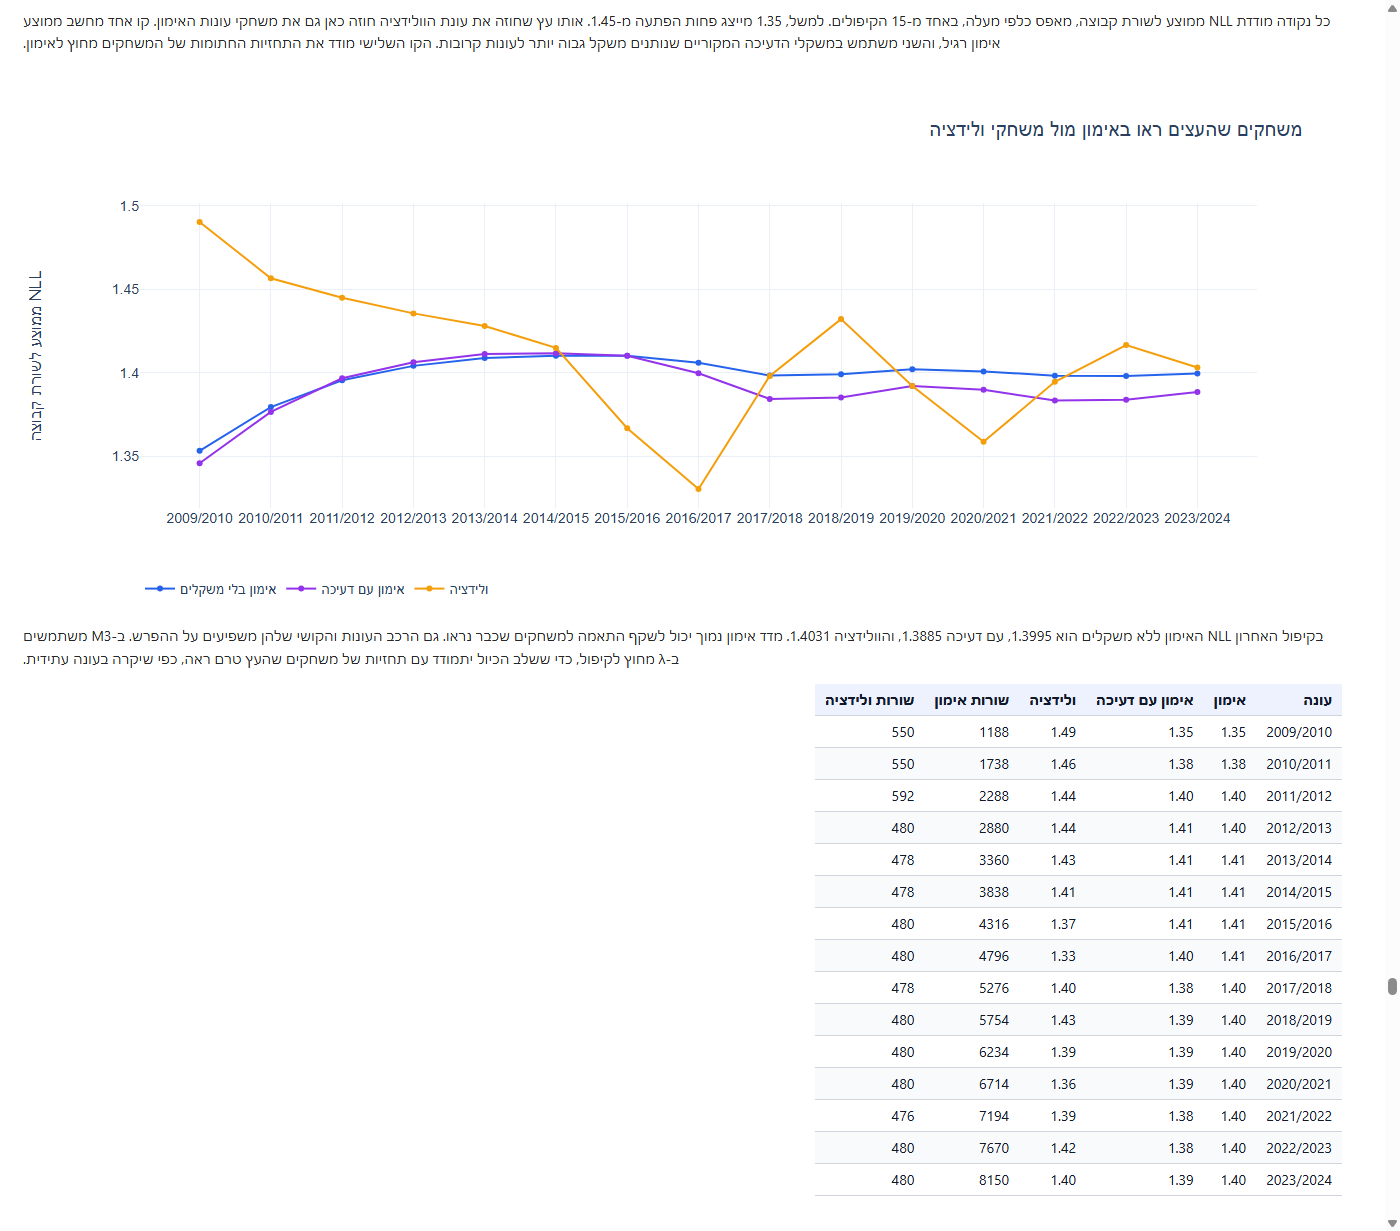 כל נקודה מודדת NLL ממוצע לשורת קבוצה, מאפס כלפי מעלה, באחד מ-15 הקיפולים. למשל, 1.35 מייצג פחות הפתעה מ-1.45. אותו עץ שחוזה את עונת הוולידציה חוזה כאן גם את משחקי עונות האימון. קו אחד מחשב ממוצע
אימון רגיל, והשני משתמש במשקלי הדעיכה המקוריים שנותנים משקל גבוה יותר לעונות קרובות. הקו השלישי מודד את התחזיות החתומות של המשחקים מחוץ לאימון.
משחקים שהעצים ראו באימון מול משחקי ולידציה
NLL ממוצע לשורת קבוצה
1.5
1.45
1.4
1.35
2009/2010 2010/2011 2011/2012 2012/2013 2013/2014 2014/2015 2015/2016 2016/2017 2017/2018 2018/2019 2019/2020 2020/2021 2021/2022 2022/2023 2023/2024
אימון בלי משקלים אימון עם דעיכה ולידציה
בקיפול האחרון NLL האימון ללא משקלים הוא 1.3995, עם דעיכה 1.3885, והוולידציה 1.4031. מדד אימון נמוך יכול לשקף התאמה למשחקים שכבר נראו. גם הרכב העונות והקושי שלהן משפיעים על ההפרש. ב-M3 משתמשים
ב-λ מחוץ לקיפול, כדי ששלב הכיול יתמודד עם תחזיות של משחקים שהעץ טרם ראה, כפי שיקרה בעונה עתידית.
עונה אימון אימון עם דעיכה ולידציה שורות אימון שורות ולידציה
2009/2010 1.35 1.35 1.49 1188 550
2010/2011 1.38 1.38 1.46 1738 550
2011/2012 1.40 1.40 1.44 2288 592
2012/2013 1.40 1.41 1.44 2880 480
2013/2014 1.41 1.41 1.43 3360 478
2014/2015 1.41 1.41 1.41 3838 478
2015/2016 1.41 1.41 1.37 4316 480
2016/2017 1.41 1.40 1.33 4796 480
2017/2018 1.40 1.38 1.40 5276 478
2018/2019 1.40 1.39 1.43 5754 480
2019/2020 1.40 1.39 1.39 6234 480
2020/2021 1.40 1.39 1.36 6714 480
2021/2022 1.40 1.38 1.39 7194 476
2022/2023 1.40 1.38 1.42 7670 480
2023/2024 1.40 1.39 1.40 8150 480